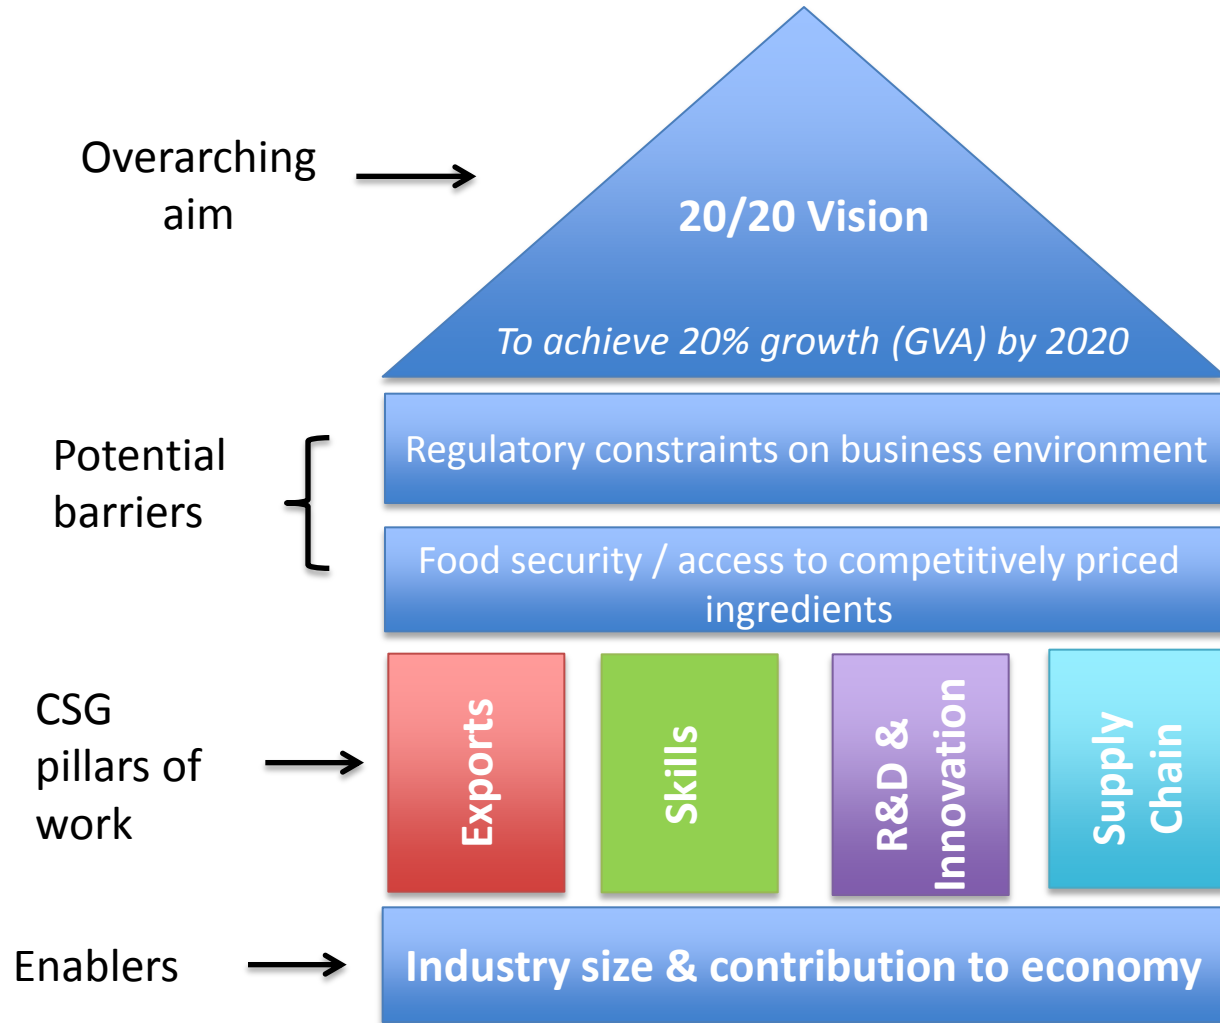 Overarching
aim
20/20 Vision
To achieve 20% growth (GVA) by 2020
Potential
barriers
Regulatory constraints on business environment
Food security / access to competitively priced
ingredients
CSG
pillars of
work
Exports
Skills
R&D &
Innovation
Supply
Chain
Enablers
Industry size & contribution to economy